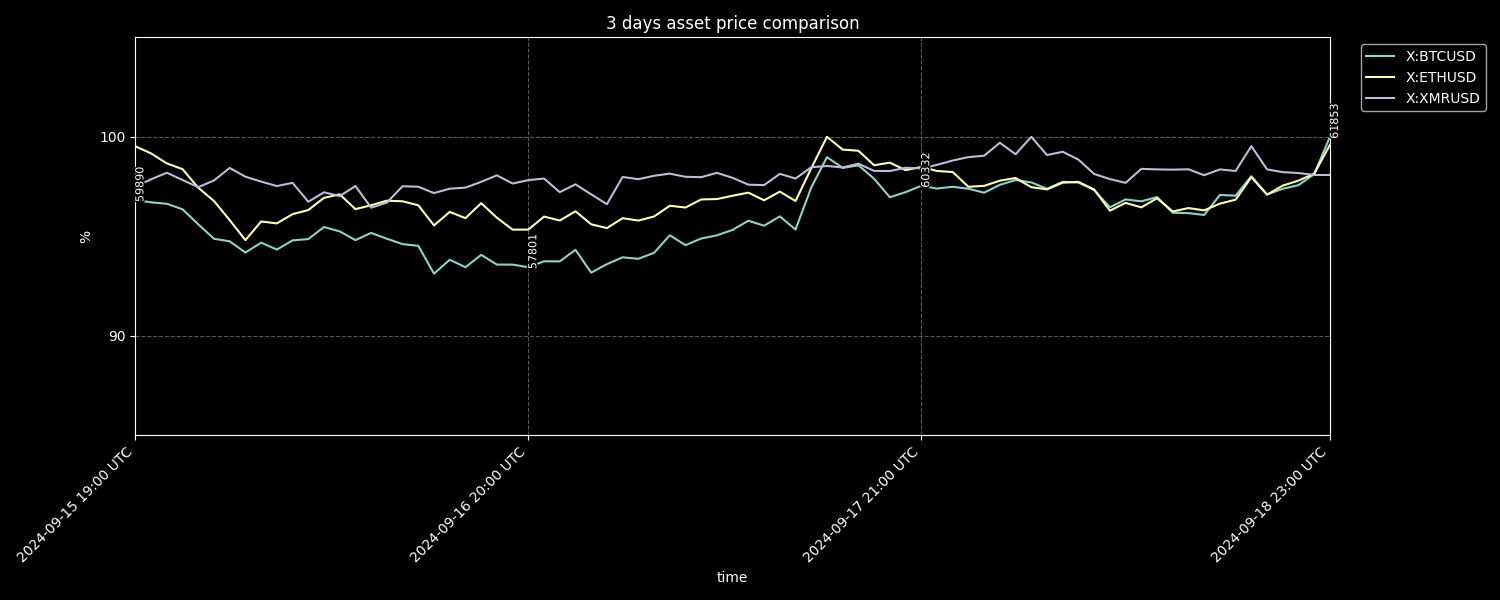 3 days asset price comparison
X:BTCUSD
X:ETHUSD
X:XMRUSD
100
90
%
59890
57801
60332
61853
2024-09-15 19:00 UTC
2024-09-16 20:00 UTC
2024-09-17 21:00 UTC
2024-09-18 23:00 UTC
time